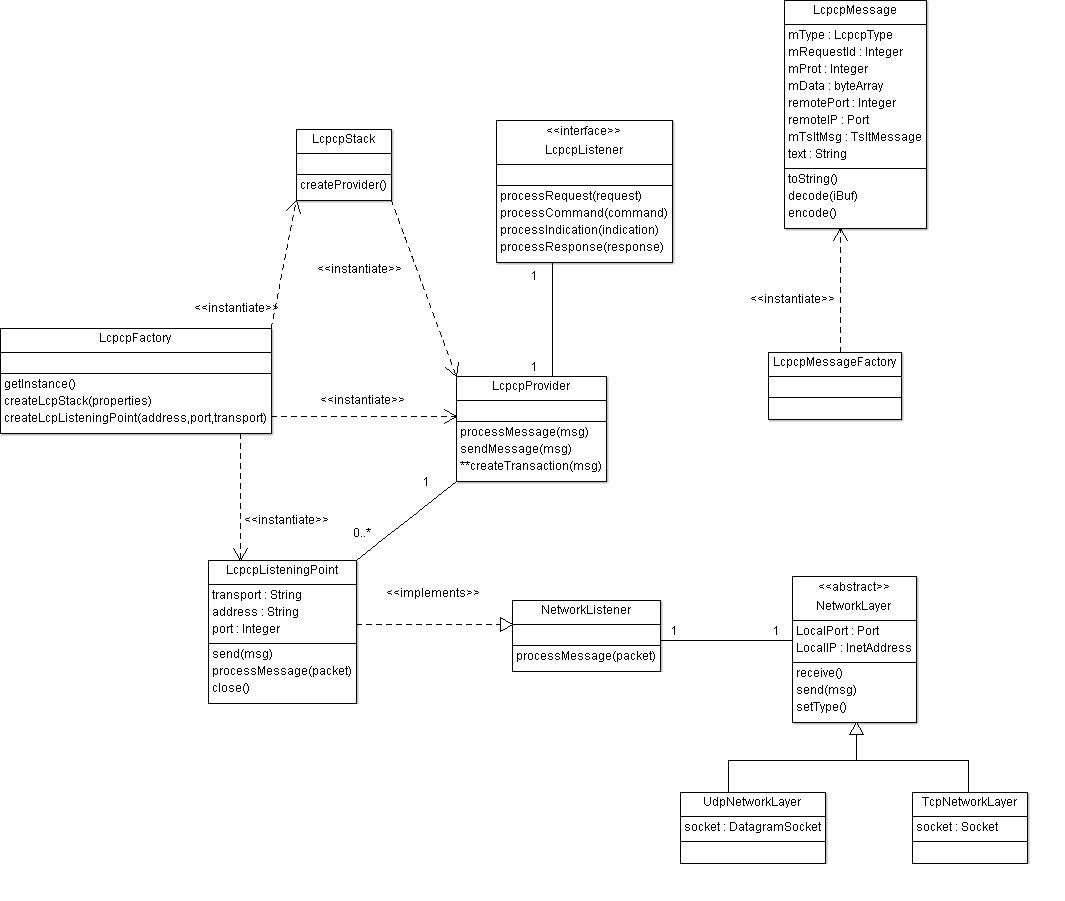 LcpcpMessage
mType : LcpcpType
mRequestId : Integer
mProt : Integer
mData : byteArray
remotePort : Integer
remoteIP : Port
mTsltMsg : TsltMessage
text : String
toString()
decode(iBuf)
encode()
LcpcpStack
createProvider()
<<interface>>
LcpcpListener
processRequest(request)
processCommand(command)
processIndication(indication)
processResponse(response)
1
1
<<instantiate>>
<<instantiate>>
<<instantiate>>
LcpcpFactory
getInstance()
createLcpStack(properties)
createLcpListeningPoint(address,port,transport)
<<instantiate>>
LcpcpMessageFactory
LcpcpProvider
processMessage(msg)
sendMessage(msg)
**createTransaction(msg)
1
0..*
<<instantiate>>
LcpcpListeningPoint
transport : String
address : String
port : Integer
send(msg)
processMessage(packet)
close()
<<implements>>
NetworkListener
processMessage(packet)
1
1
<<abstract>>
NetworkLayer
LocalPort : Port
LocalIP : InetAddress
receive()
send(msg)
setType()
UdpNetworkLayer
socket : DatagramSocket
TcpNetworkLayer
socket : Socket